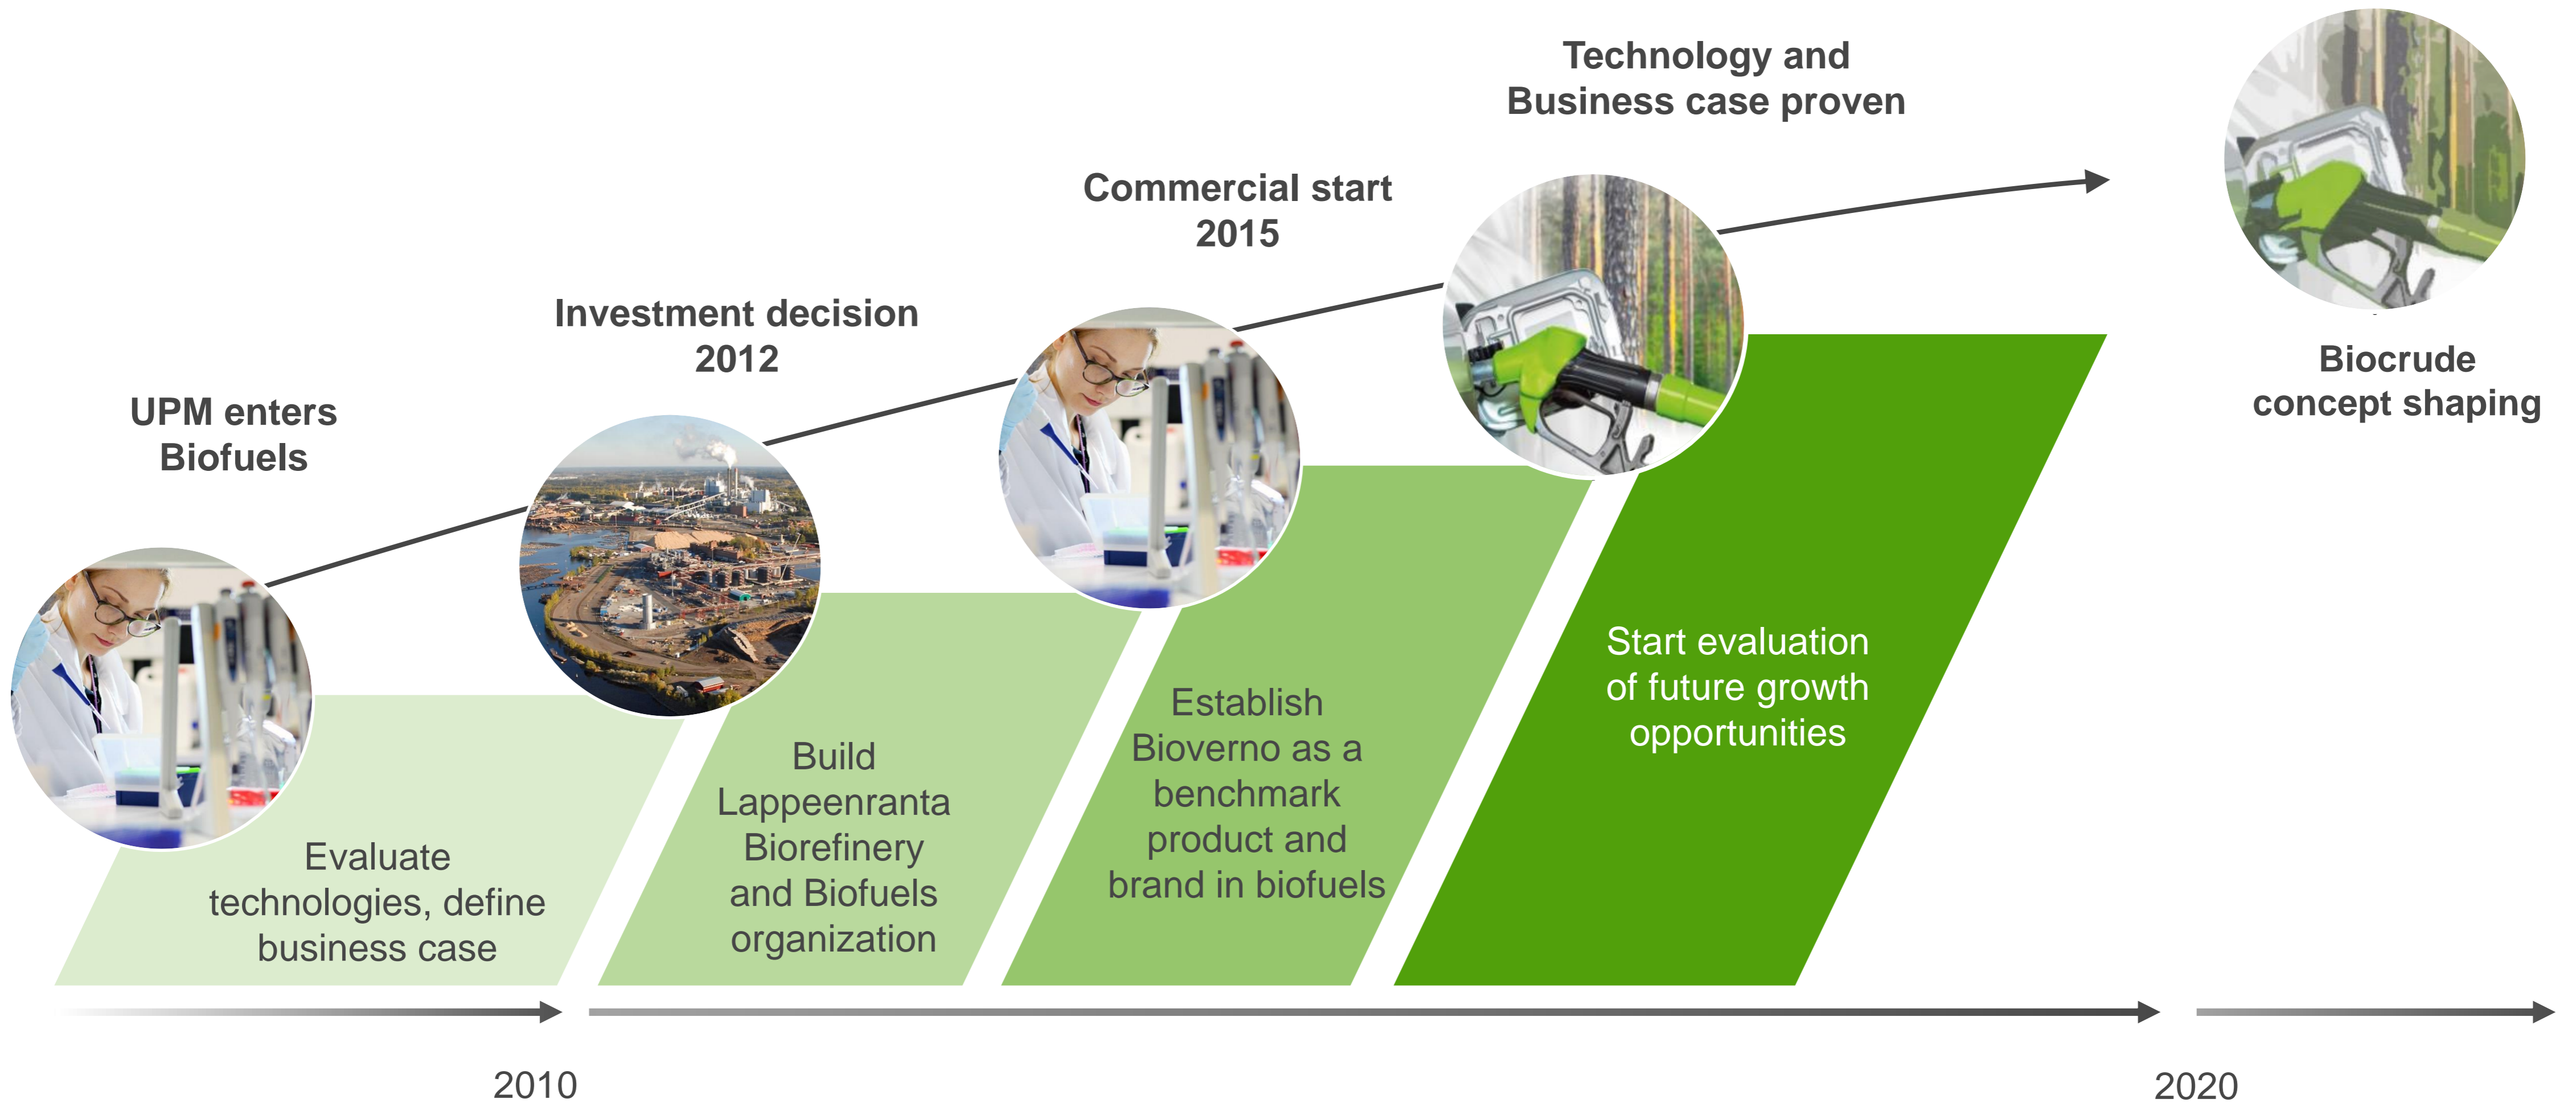 UPM enters
Biofuels
Evaluate
technologies, define
business case
Investment decision
2012
Build
Lappeenranta
Biorefinery
and Biofuels
organization
Commercial start
2015
Establish
Bioverno as a
benchmark
product and
brand in biofuels
Technology and
Business case proven
Start evaluation
of future growth
opportunities
Biocrude
concept shaping
2010
2020